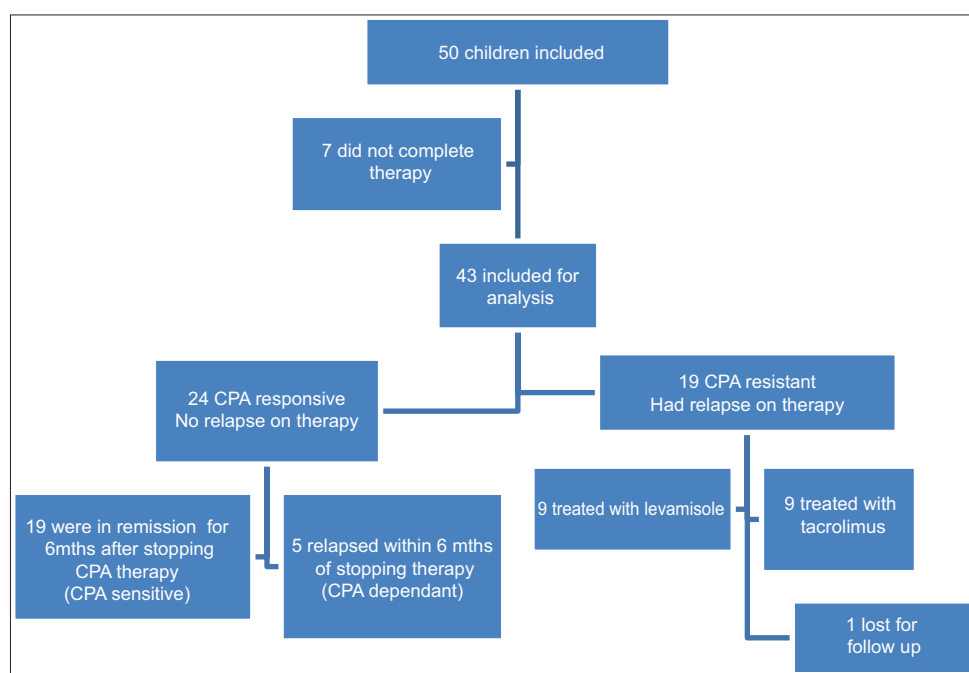 50 children included
7 did not complete
therapy
43 included for
analysis
24 CPA responsive
No relapse on therapy
19 CPA resistant
Had relapse on therapy
19 were in remission for
6mths after stopping
CPA therapy
(CPA sensitive)
5 relapsed within 6 mths
of stopping therapy
(CPA dependant)
9 treated with levamisole
9 treated with
tacrolimus
1 lost for
follow up